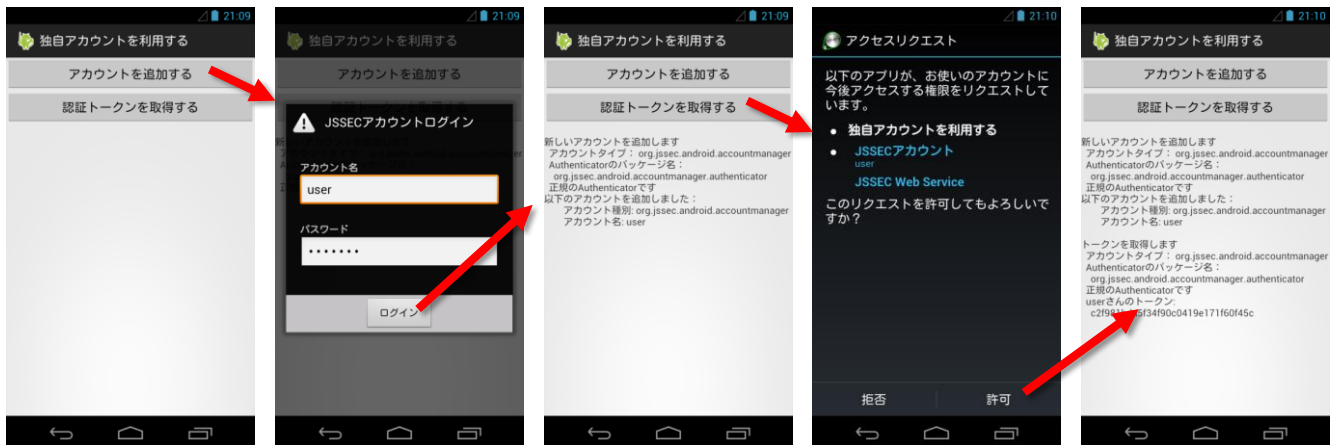 21:09
独自アカウントを利用する
アカウントを追加する
認証トークンを取得する
21:09
独自アカウントを利用する
アカウントを追加する
認証トークンを取得する
JSSECアカウントログイン
アカウント名
user
パスワード
•••••••
ログイン
21:09
独自アカウントを利用する
アカウントを追加する
認証トークンを取得する
新しいアカウントを追加します
アカウントタイプ： org.jssec.android.accountmanager
Authenticatorのパッケージ名：
org.jssec.android.accountmanager.authenticator
正規のAuthenticatorです
以下のアカウントを追加しました：
アカウント種別: org.jssec.android.accountmanager
アカウント名: user
21:10
アクセスリクエスト
以下のアプリが、お使いのアカウントに
今後アクセスする権限をリクエストして
います。
• 独自アカウントを利用する
• JSSECアカウント
user
JSSEC Web Service
このリクエストを許可してもよろしいで
すか？
拒否
許可
21:10
独自アカウントを利用する
アカウントを追加する
認証トークンを取得する
新しいアカウントを追加します
アカウントタイプ： org.jssec.android.accountmanager
Authenticatorのパッケージ名：
org.jssec.android.accountmanager.authenticator
正規のAuthenticatorです
以下のアカウントを追加しました：
アカウント種別: org.jssec.android.accountmanager
アカウント名: user
トークンを取得します
アカウントタイプ： org.jssec.android.accountmanager
Authenticatorのパッケージ名：
org.jssec.android.accountmanager.authenticator
正規のAuthenticatorです
userさんのトークン: